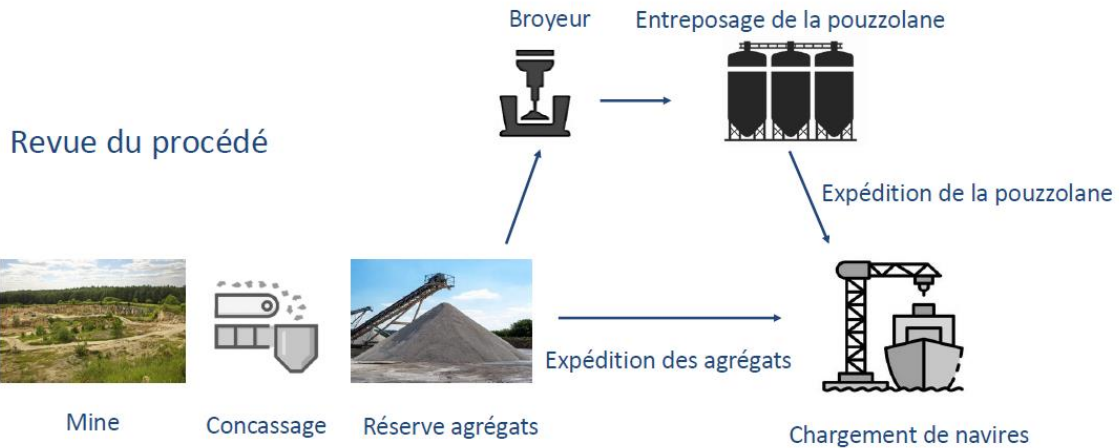 Broyeur
Entreposage de la pouzzolane
Revue du procédé
Expédition de la pouzzolane
Expédition des agrégats
Mine
Concassage
Réserve agrégats
Chargement de navires